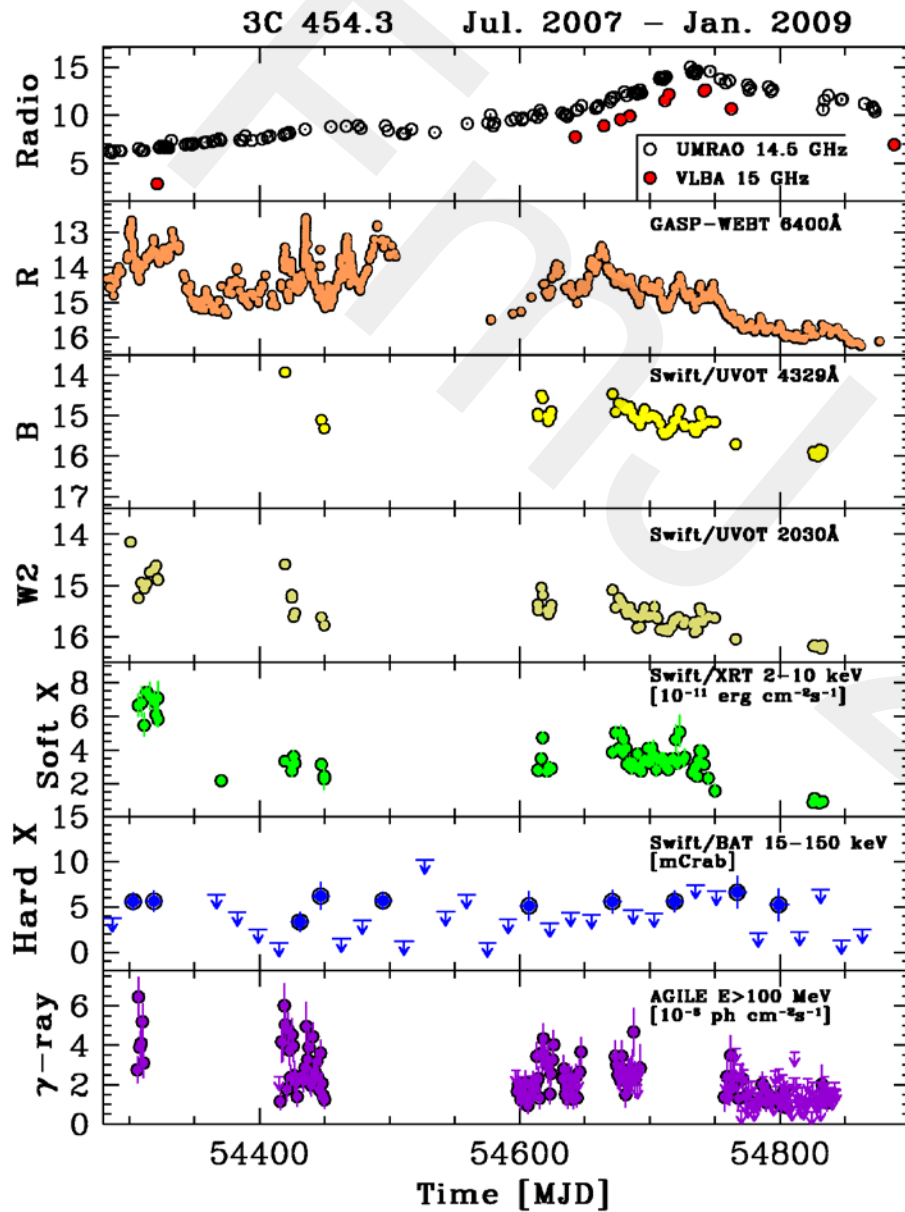 3C 454.3 Jul. 2007 – Jan. 2009
Radio
15
10
5
UMRAO 14.5 GHz
VLBA 15 GHz
R
13
14
15
16
GASP-WEBT 6400Å
B
14
15
16
17
Swift/UVOT 4329Å
W2
14
15
16
Swift/UVOT 2030Å
Soft X
8
6
4
2
Swift/XRT 2-10 keV
[10⁻¹¹ erg cm⁻²s⁻¹]
Hard X
15
10
5
0
Swift/BAT 15-150 keV
[mCrab]
γ-ray
6
4
2
0
AGILE E>100 MeV
ph cm⁻²s⁻¹]
54400 54600 54800
Time [MJD]